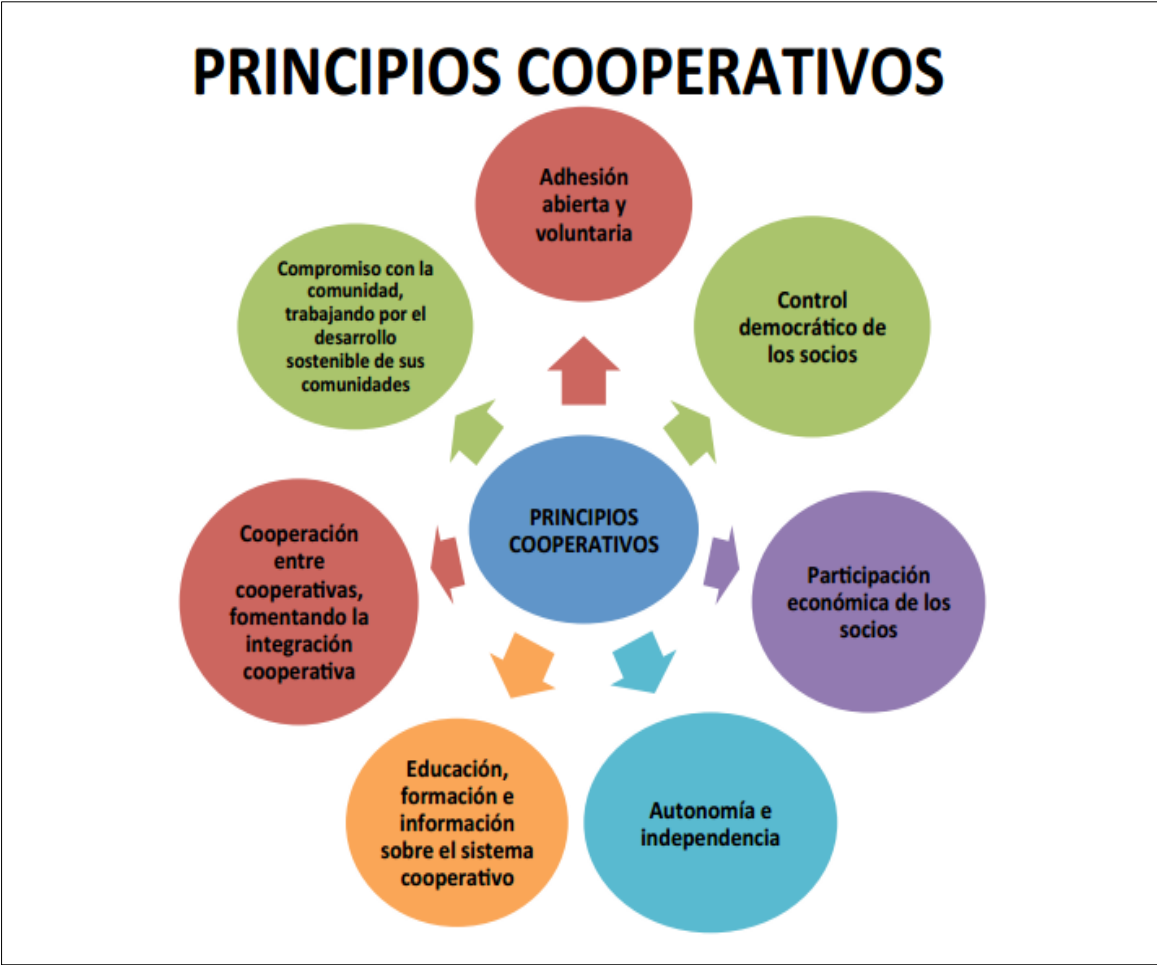 PRINCIPIOS COOPERATIVOS
Adhesión
abierta y
voluntaria
Control
democrático de
los socios
Participación
económica de los
socios
Autonomía e
independencia
Educación,
formación e
información
sobre el sistema
cooperativo
Cooperación
entre
cooperativas,
fomentando la
integración
cooperativa
Compromiso con la
comunidad,
trabajando por el
desarrollo
sostenible de sus
comunidades
PRINCIPIOS
COOPERATIVOS